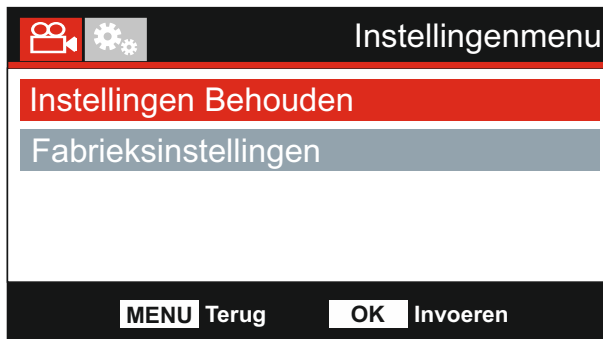 Instellingenmenu
Instellingen Behouden
Fabrieksinstellingen
MENU Terug OK Invoeren